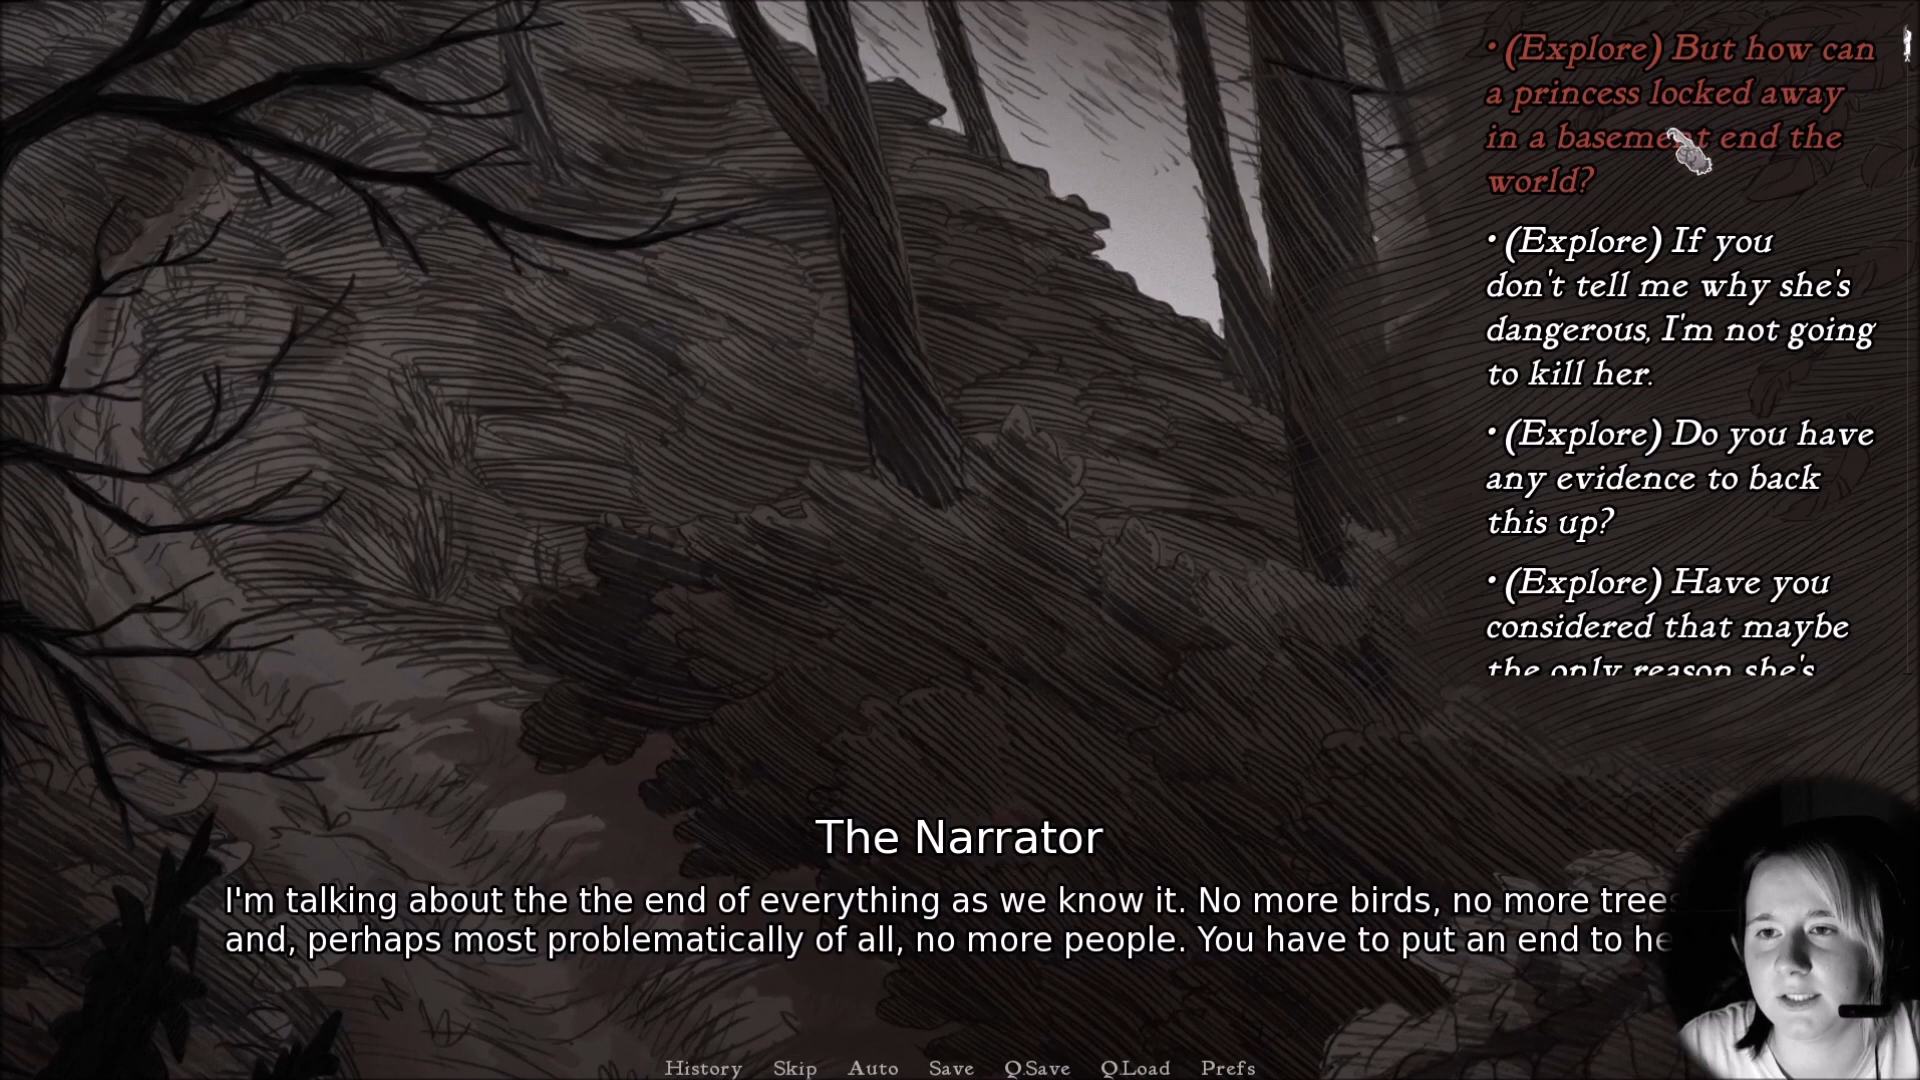 • (Explore) But how can
a princess locked away
in a basement end the
world?
• (Explore) If you
don't tell me why she's
dangerous, I'm not going
to kill her.
• (Explore) Do you have
any evidence to back
this up?
• (Explore) Have you
considered that maybe
the only reason she's
The Narrator
I'm talking about the the end of everything as we know it. No more birds, no more trees
and, perhaps most problematically of all, no more people. You have to put an end to he
History Skip Auto Save Q.Save Q.Load Prefs